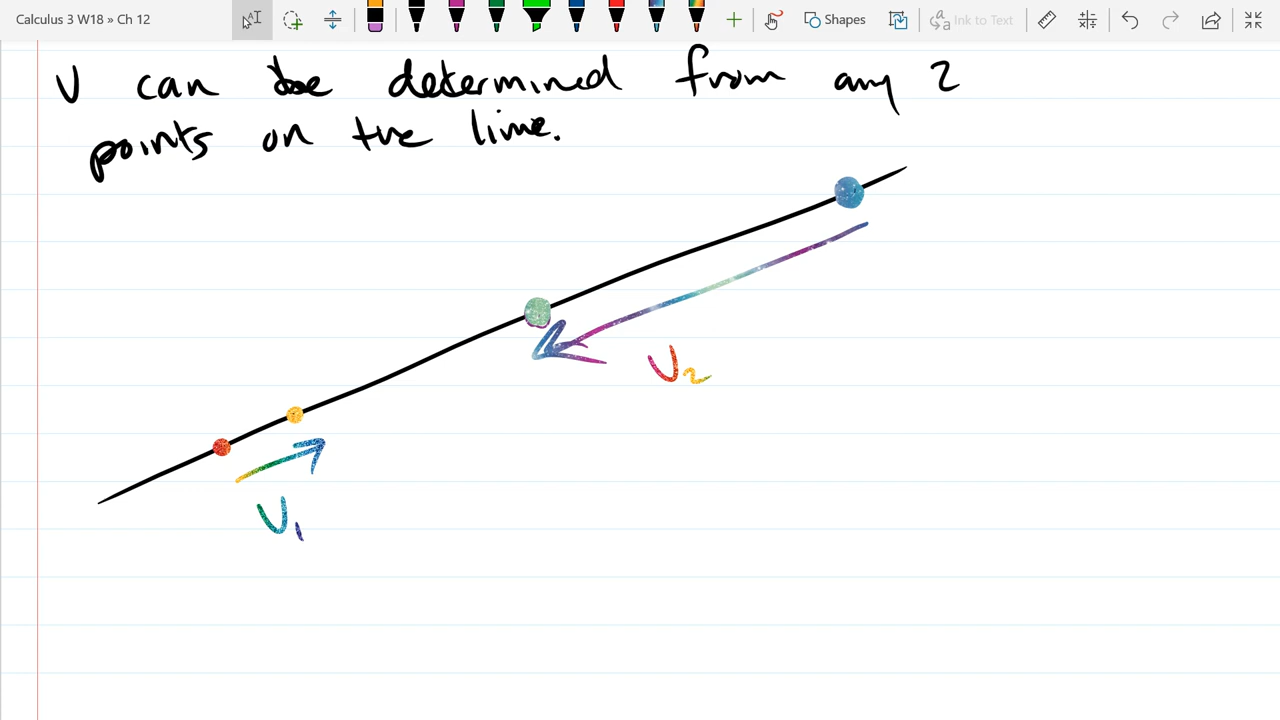 Calculus 3 W18 » Ch 12
Shapes
Ink to Text
V can be determined from any 2
points on the line.
V2
V1